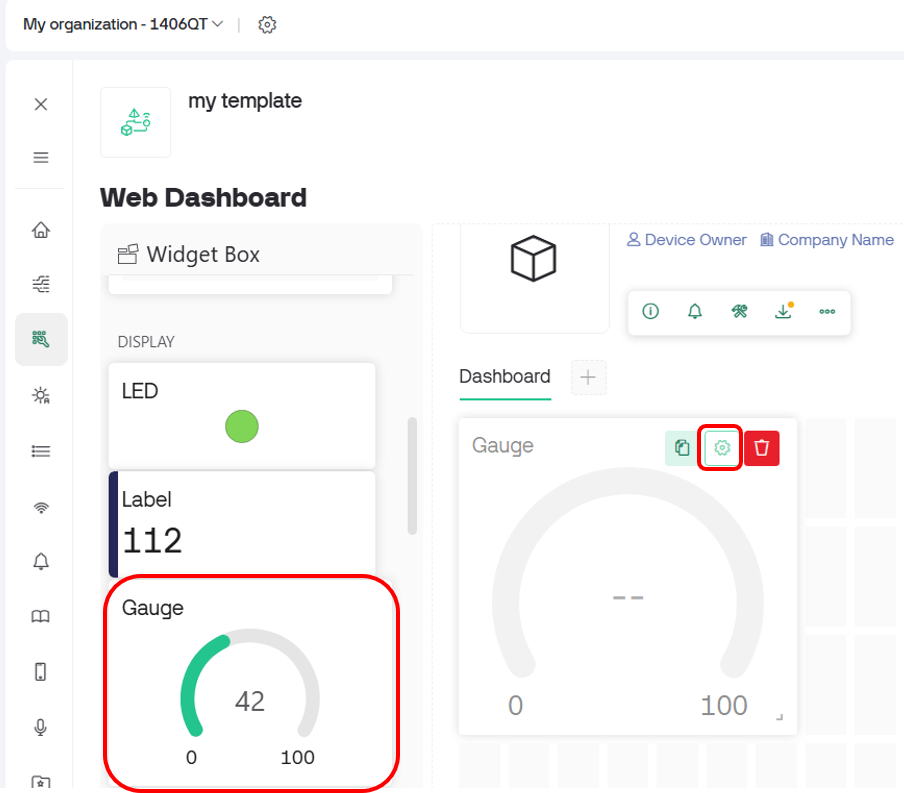 My organization - 1406QT
my template
Web Dashboard
Widget Box
DISPLAY
LED
Label
112
Gauge
42
0
100
Device Owner
Company Name
Dashboard
Gauge
--
0
100